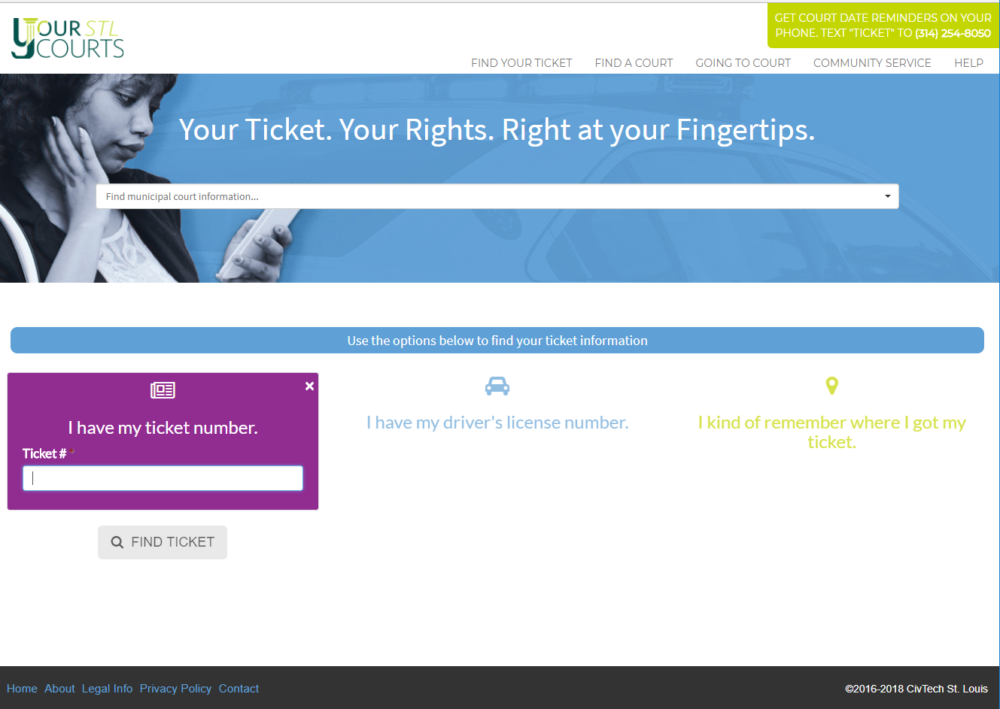 YOUR STL
COURTS
GET COURT DATE REMINDERS ON YOUR
PHONE. TEXT "TICKET" TO (314) 254-8050
FIND YOUR TICKET FIND A COURT GOING TO COURT COMMUNITY SERVICE HELP
Your Ticket. Your Rights. Right at your Fingertips.
Find municipal court information...
Use the options below to find your ticket information
I have my ticket number.
Ticket # *
FIND TICKET
I have my driver's license number.
I kind of remember where I got my
ticket.
Home About Legal Info Privacy Policy Contact
©2016-2018 CivTech St. Louis